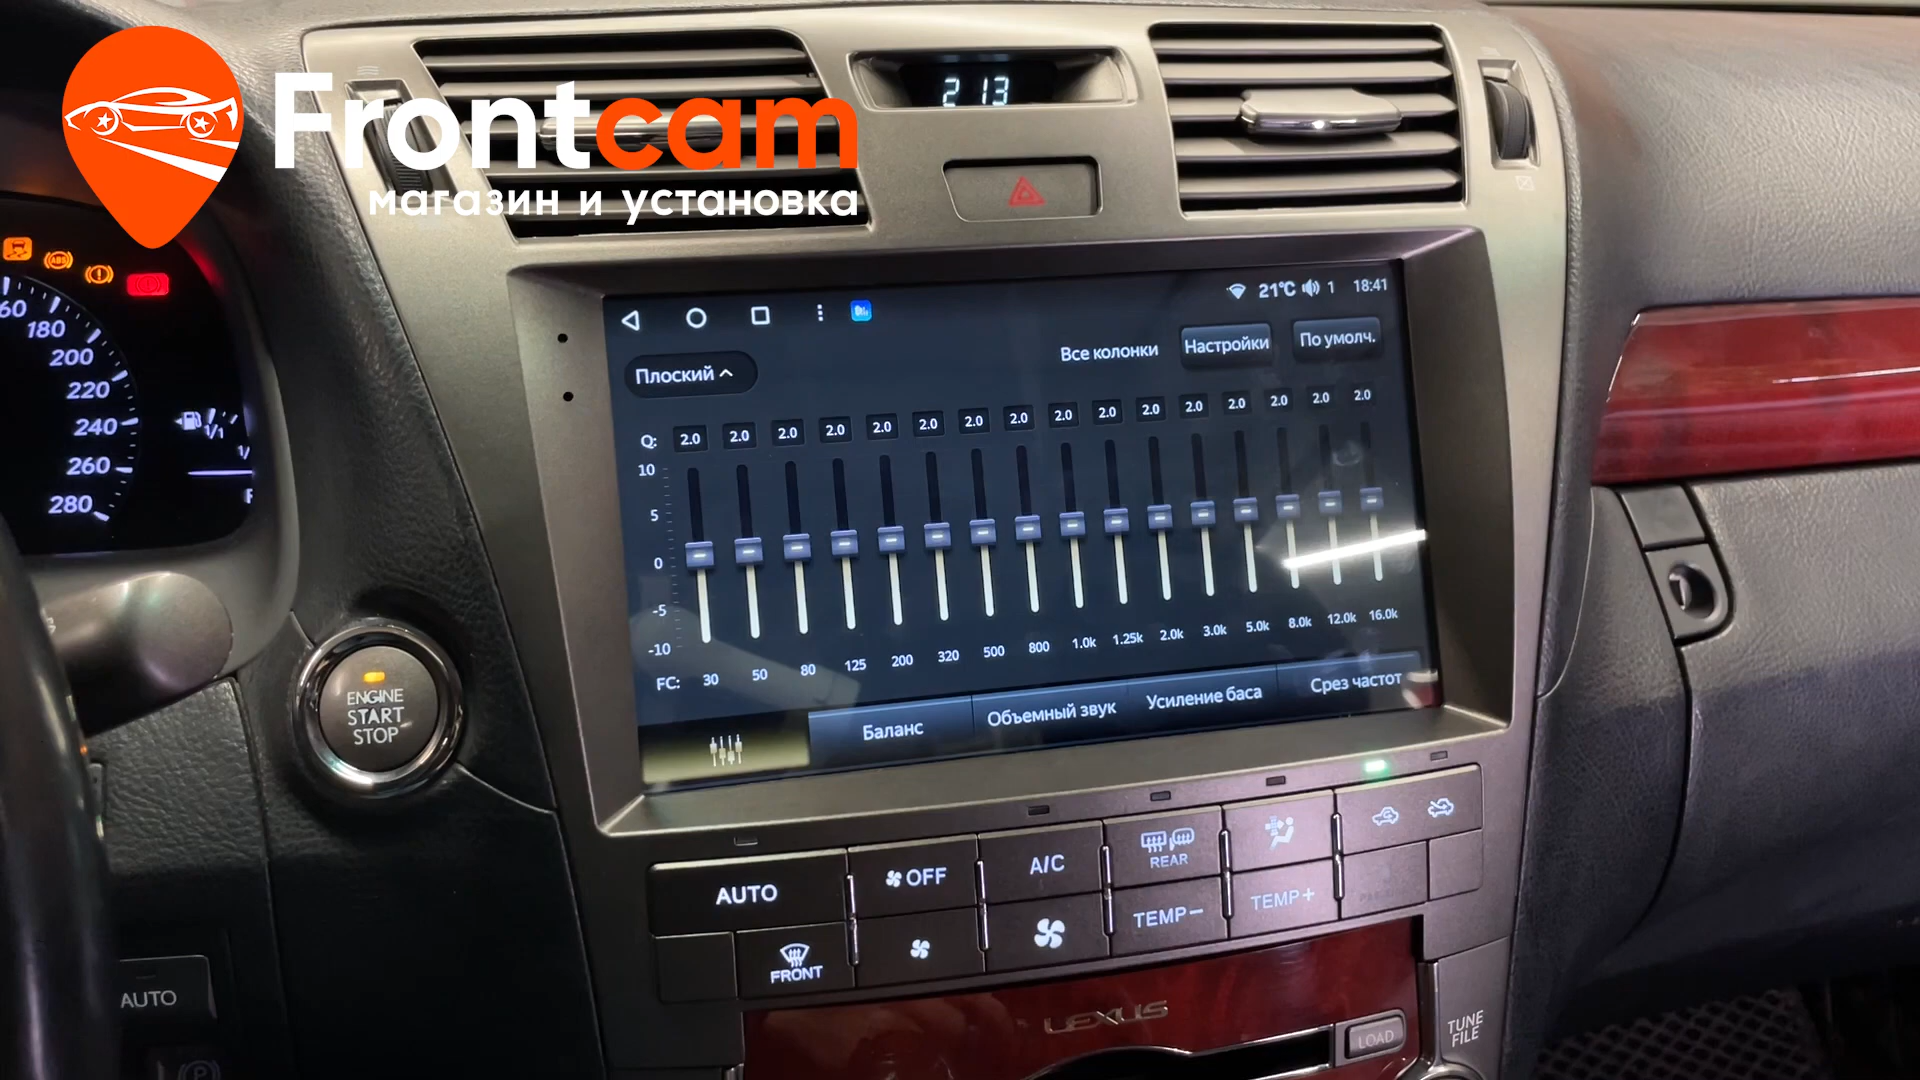 Frontcam
магазин и установка
2 13
21°C 1 18:41
Плоский
Все колонки Настройки По умолч.
Q: 2.0 2.0 2.0 2.0 2.0 2.0 2.0 2.0 2.0 2.0 2.0 2.0 2.0 2.0 2.0 2.0
10
5
0
-5
-10
FC: 30 50 80 125 200 320 500 800 1.0k 1.25k 2.0k 3.0k 5.0k 8.0k 12.0k 16.0k
Баланс Объемный звук Усиление баса Срез частот
ABS
60
180
200
220
240
260
280
1/1
F
ENGINE
START
STOP
AUTO OFF A/C REAR
FRONT TEMP- TEMP+
AUTO
P
LEXUS
LOAD
TUNE
FILE